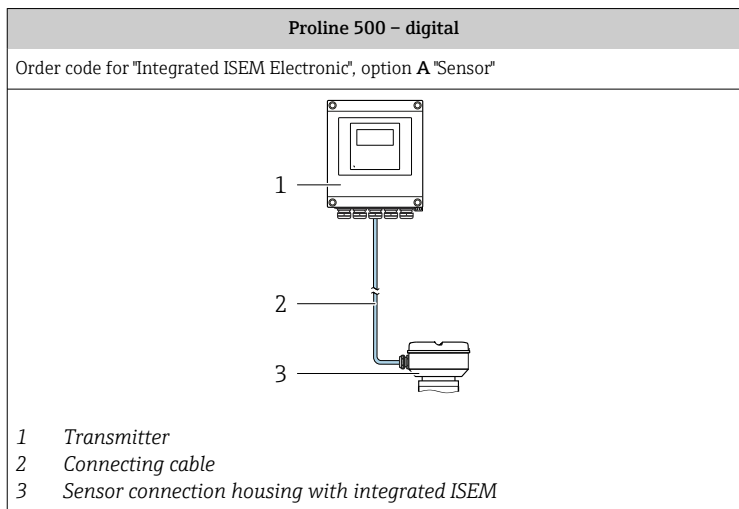 Proline 500 – digital
Order code for "Integrated ISEM Electronic", option A "Sensor"
1
2
3
1 Transmitter
2 Connecting cable
3 Sensor connection housing with integrated ISEM